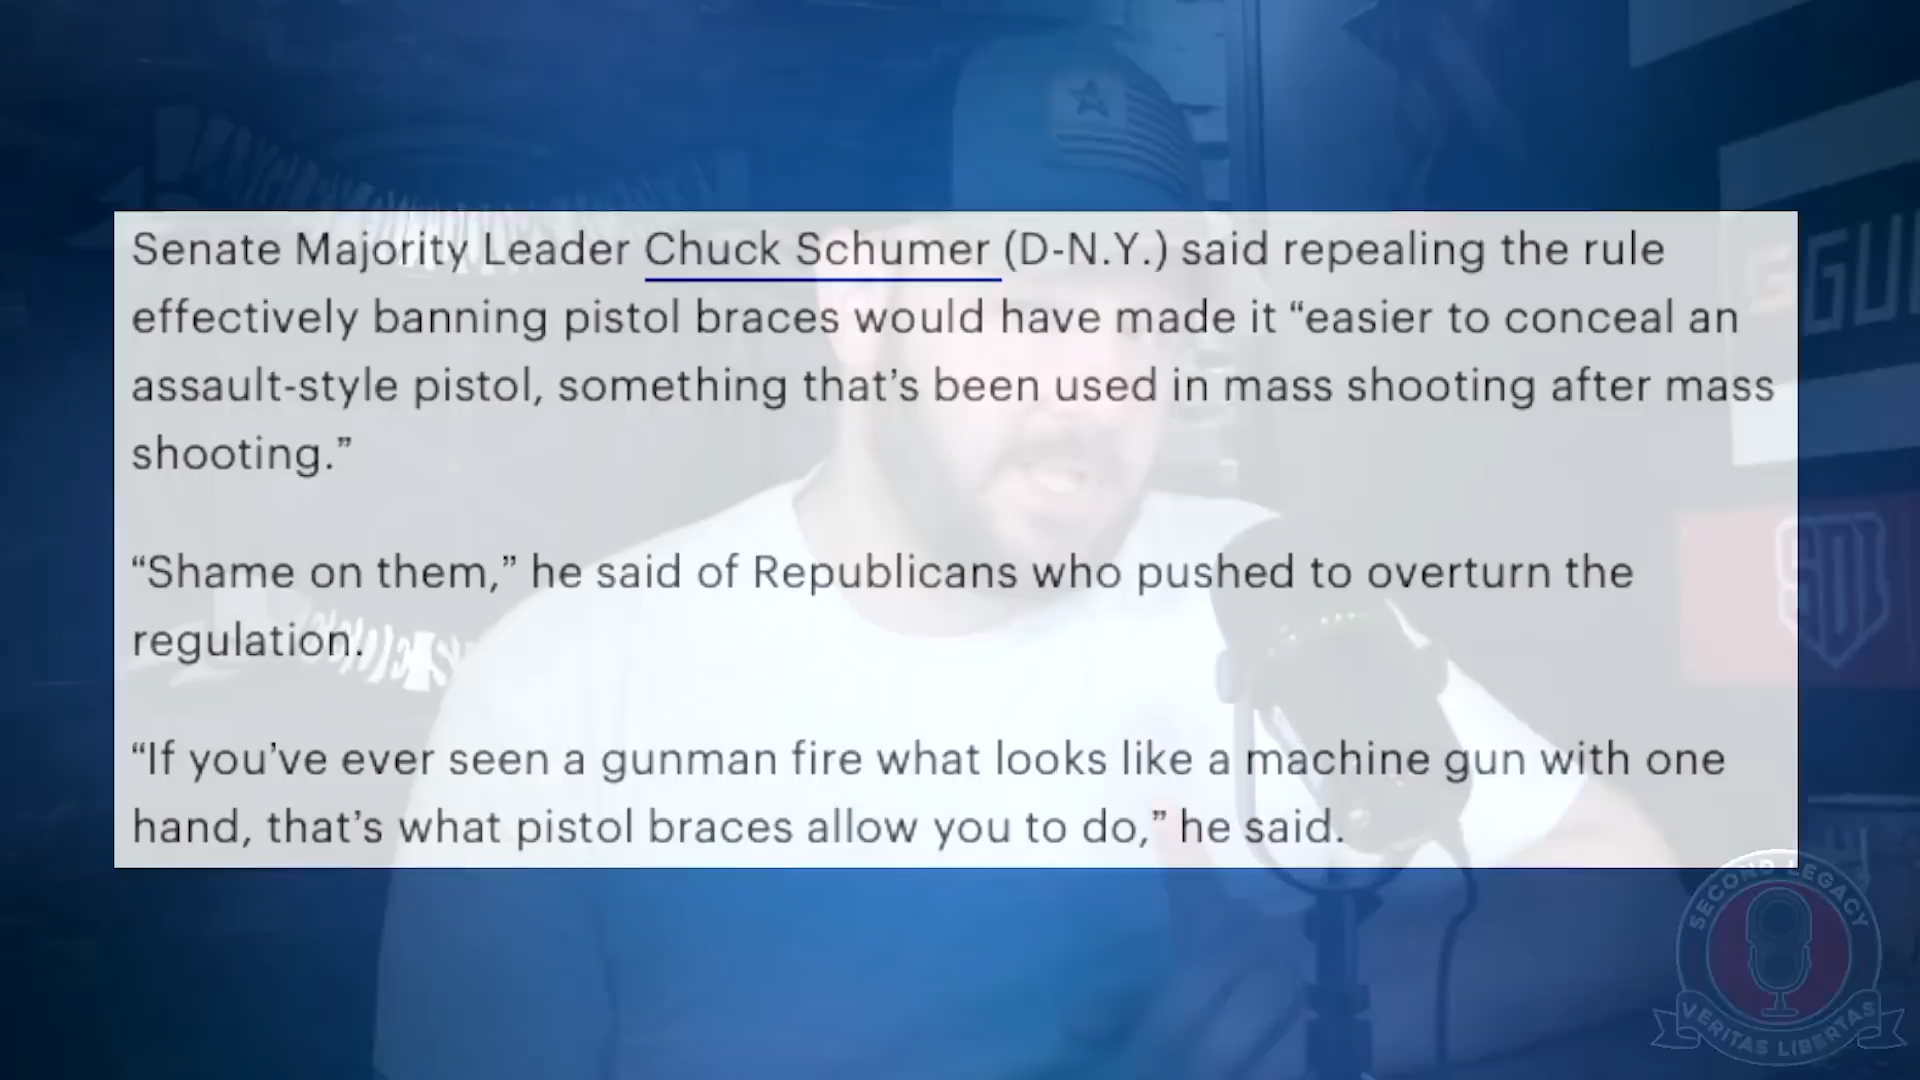 Senate Majority Leader Chuck Schumer (D-N.Y.) said repealing the rule
effectively banning pistol braces would have made it “easier to conceal an
assault-style pistol, something that’s been used in mass shooting after mass
shooting.”
“Shame on them,” he said of Republicans who pushed to overturn the
regulation.
“If you’ve ever seen a gunman fire what looks like a machine gun with one
hand, that’s what pistol braces allow you to do,” he said.
SECOND LEGACY
VERITAS LIBERTAS